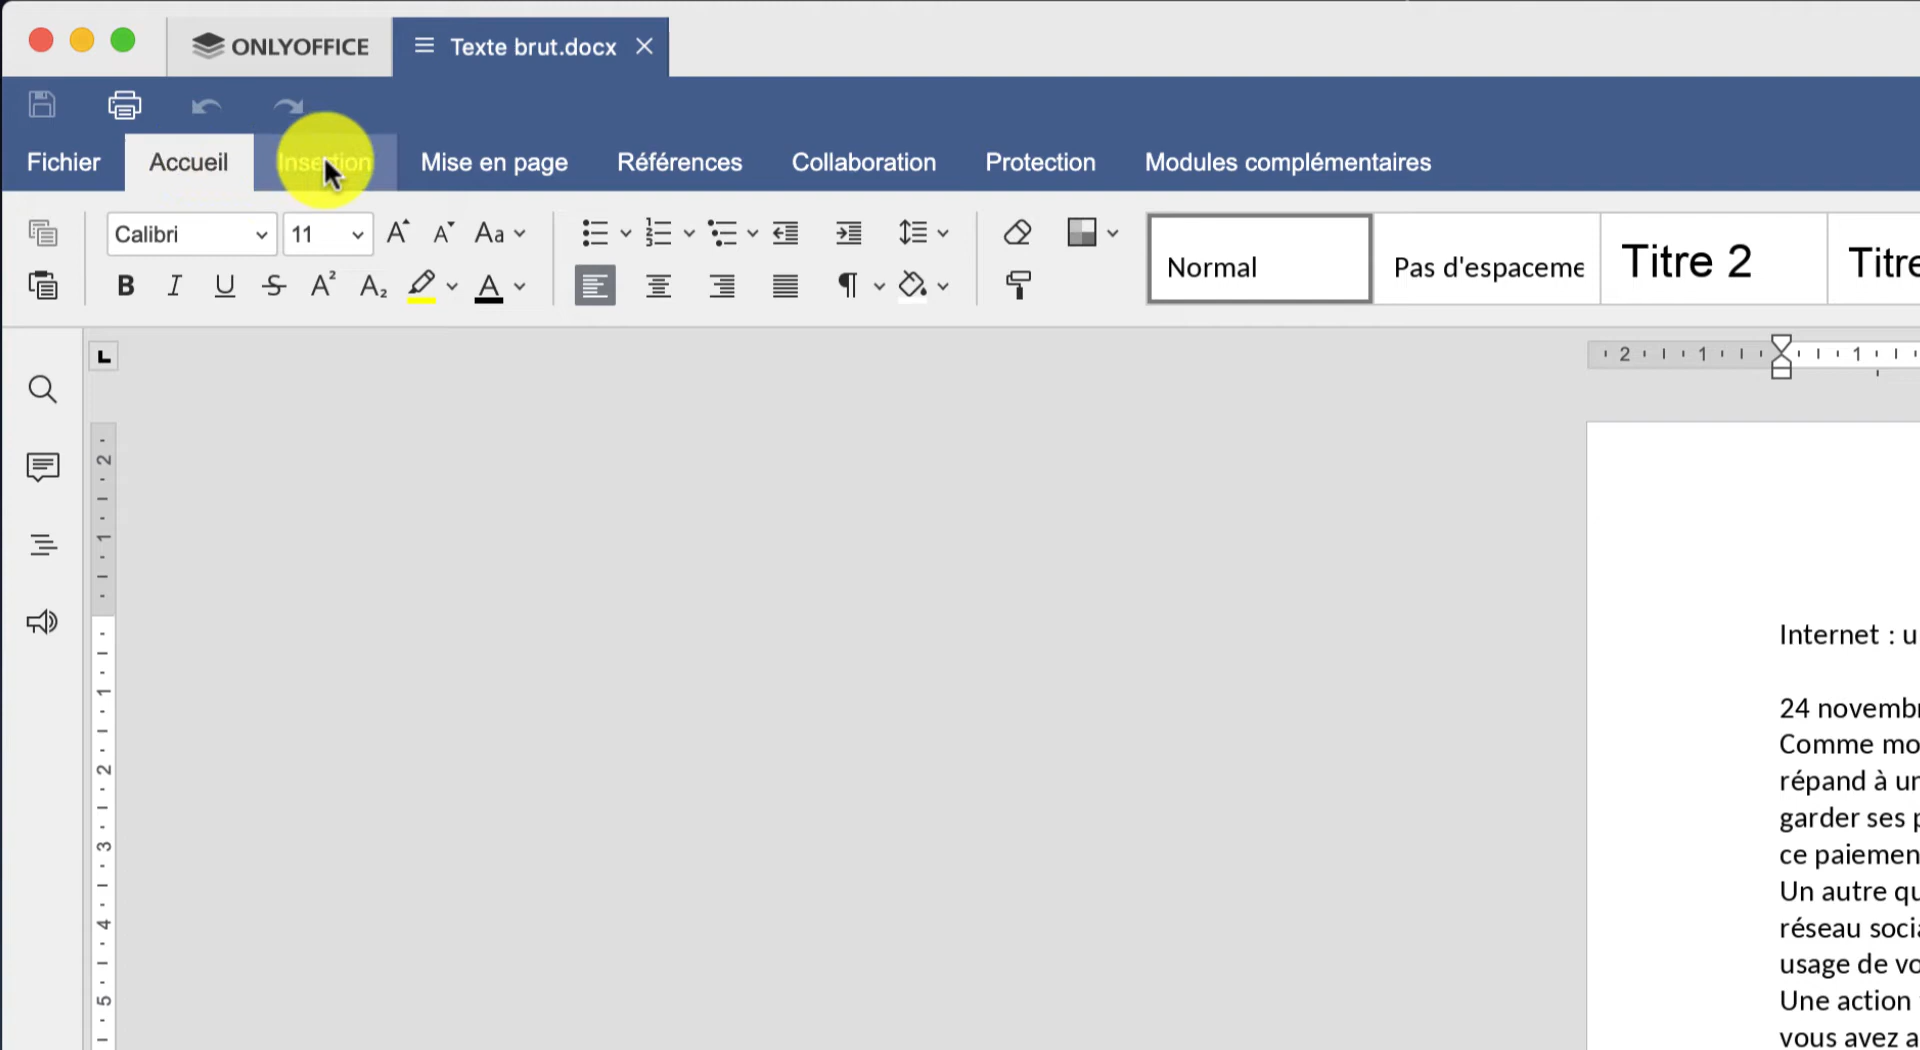 ONLYOFFICE
Texte brut.docx
Fichier Accueil Insertion Mise en page Références Collaboration Protection Modules complémentaires
Calibri 11 Aa
Normal Pas d'espaceme Titre 2 Titre
2 1 1
2
1
1
2
3
4
5
Internet : u
24 novembr
Comme mo
répand à un
garder ses p
ce paiemen
Un autre qu
réseau socia
usage de vo
Une action
vous avez a